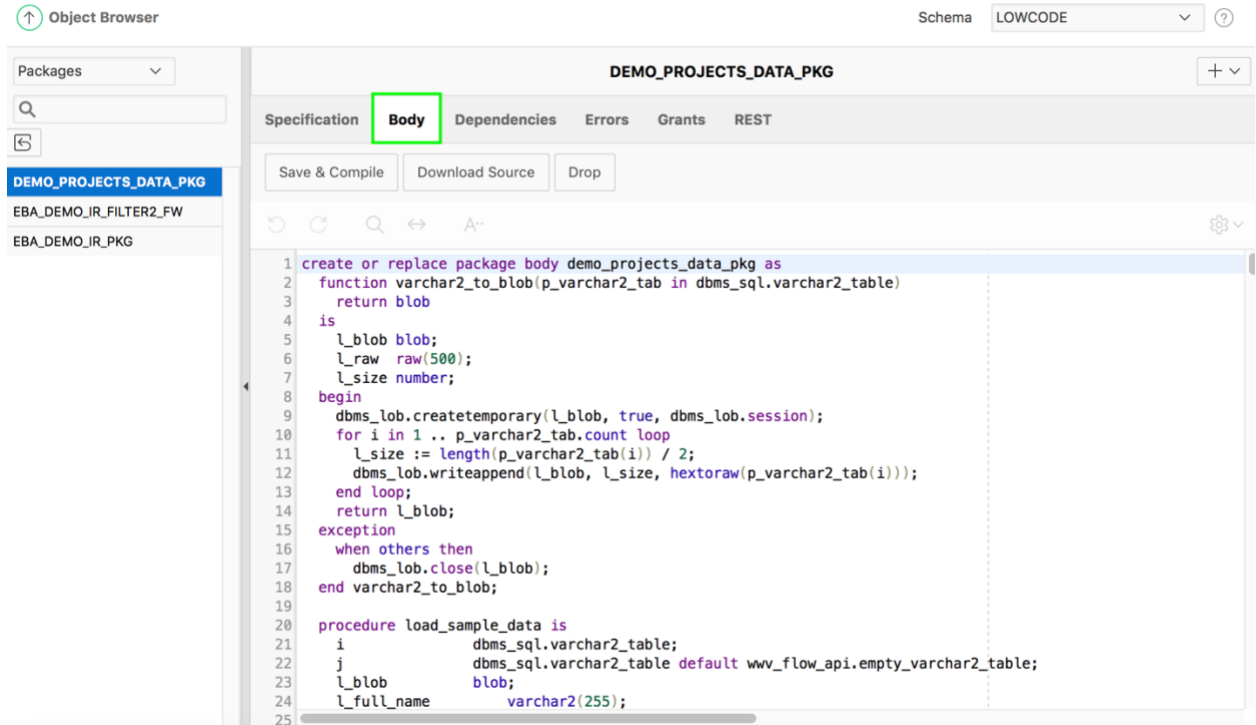 Object Browser
Schema LOWCODE
Packages
DEMO_PROJECTS_DATA_PKG
EBA_DEMO_IR_FILTER2_FW
EBA_DEMO_IR_PKG
DEMO_PROJECTS_DATA_PKG
Specification Body Dependencies Errors Grants REST
Save & Compile Download Source Drop
1 create or replace package body demo_projects_data_pkg as
2   function varchar2_to_blob(p_varchar2_tab in dbms_sql.varchar2_table)
3     return blob
4   is
5     l_blob blob;
6     l_raw  raw(500);
7     l_size number;
8   begin
9     dbms_lob.createtemporary(l_blob, true, dbms_lob.session);
10     for i in 1 .. p_varchar2_tab.count loop
11       l_size := length(p_varchar2_tab(i)) / 2;
12       dbms_lob.writeappend(l_blob, l_size, hextoraw(p_varchar2_tab(i)));
13     end loop;
14     return l_blob;
15   exception
16     when others then
17       dbms_lob.close(l_blob);
18   end varchar2_to_blob;
19
20   procedure load_sample_data is
21     i               dbms_sql.varchar2_table;
22     j               dbms_sql.varchar2_table default wwv_flow_api.empty_varchar2_table;
23     l_blob          blob;
24     l_full_name         varchar2(255);
25